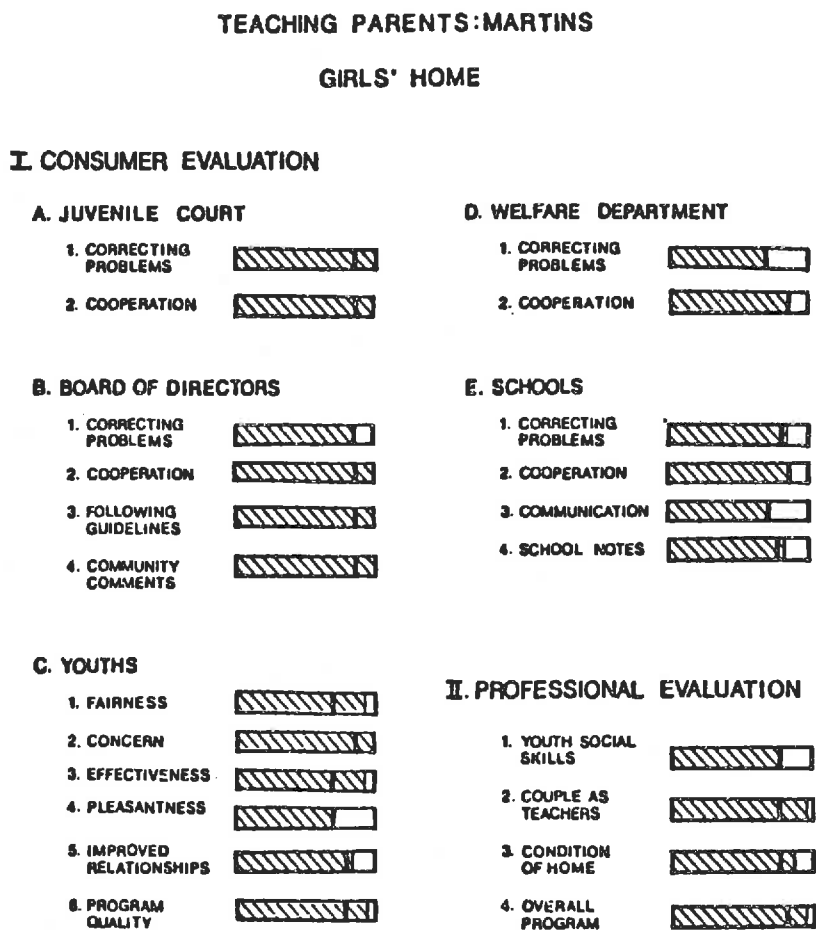 TEACHING PARENTS:MARTINS
GIRLS' HOME
I. CONSUMER EVALUATION
A. JUVENILE COURT
1. CORRECTING
PROBLEMS
2. COOPERATION
B. BOARD OF DIRECTORS
1. CORRECTING
PROBLEMS
2. COOPERATION
3. FOLLOWING
GUIDELINES
4. COMMUNITY
COMMENTS
C. YOUTHS
1. FAIRNESS
2. CONCERN
3. EFFECTIVENESS
4. PLEASANTNESS
5. IMPROVED
RELATIONSHIPS
6. PROGRAM
QUALITY
D. WELFARE DEPARTMENT
1. CORRECTING
PROBLEMS
2. COOPERATION
E. SCHOOLS
1. CORRECTING
PROBLEMS
2. COOPERATION
3. COMMUNICATION
4. SCHOOL NOTES
II. PROFESSIONAL EVALUATION
1. YOUTH SOCIAL
SKILLS
2. COUPLE AS
TEACHERS
3. CONDITION
OF HOME
4. OVERALL
PROGRAM